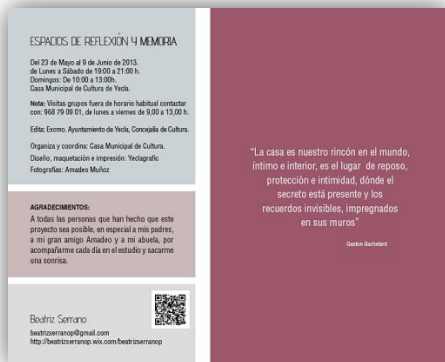 ESPACIOS DE REFLEXIÓN Y MEMORIA
Del 23 de Mayo al 9 de Junio de 2013.
de Lunes a Sábado de 19:00 a 21:00 h.
Domingos: De 10:00 a 13:00h.
Casa Municipal de Cultura de Yecla.
Nota: Visitas grupos fuera de horario habitual contactar
con: 968 79 09 01, de lunes a viernes de 9,00 a 13,00 h.
Edita: Excmo. Ayuntamiento de Yecla, Concejalía de Cultura.
Organiza y coordina: Casa Municipal de Cultura.
Diseño, maquetación e impresión: Yeclagrafic
Fotografías: Amadeo Muñoz
AGRADECIMIENTOS:
A todas las personas que han hecho que este
proyecto sea posible, en especial a mis padres,
a mi gran amigo Amadeo y a mi abuela, por
acompañarme cada día en el estudio y sacarme
una sonrisa.
Beatriz Serrano
beatrizserranop@gmail.com
http://beatrizserranop.wix.com/beatrizserranop
"La casa es nuestro rincón en el mundo,
íntimo e interior, es el lugar de reposo,
protección e intimidad, dónde el
secreto está presente y los
recuerdos invisibles, impregnados
en sus muros"
Gaston Bachelard